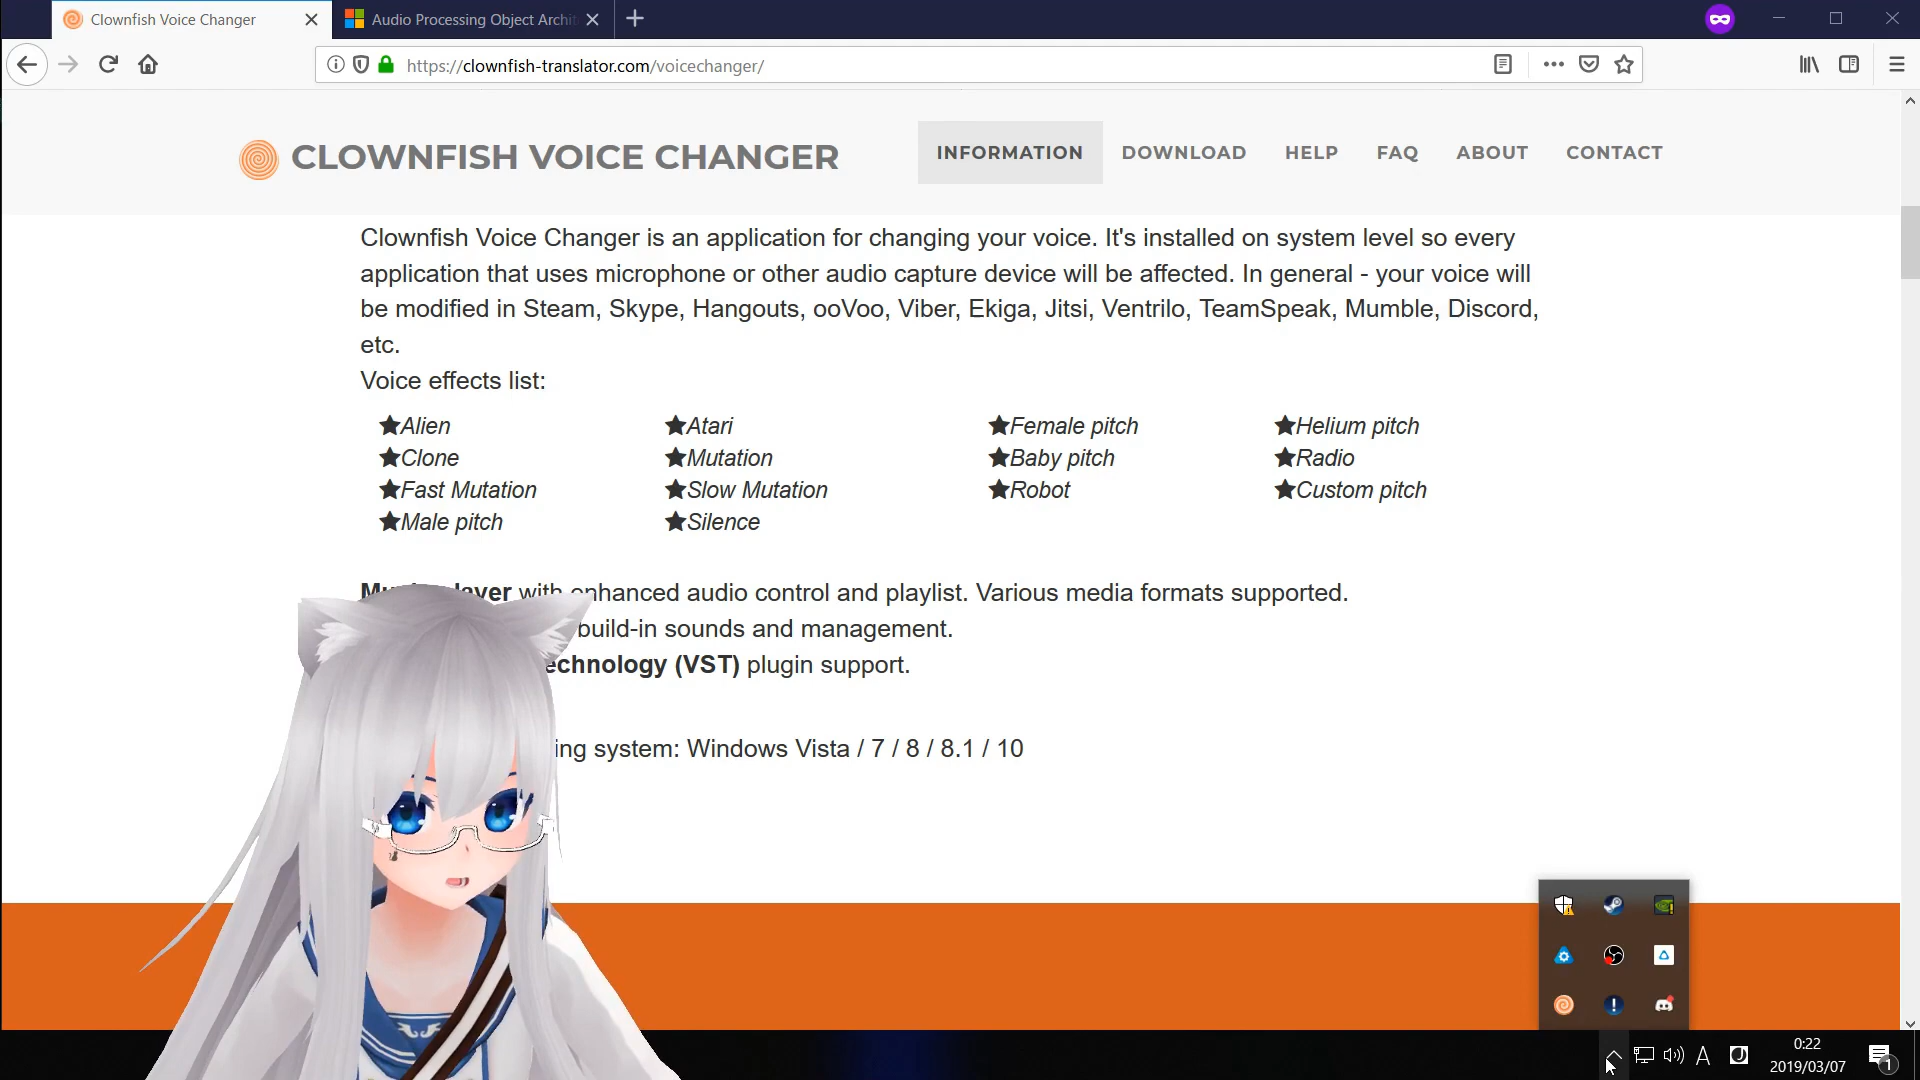 Clownfish Voice Changer
Audio Processing Object Archit
https://clownfish-translator.com/voicechanger/
CLOWNFISH VOICE CHANGER
INFORMATION DOWNLOAD HELP FAQ ABOUT CONTACT
Clownfish Voice Changer is an application for changing your voice. It's installed on system level so every
application that uses microphone or other audio capture device will be affected. In general - your voice will
be modified in Steam, Skype, Hangouts, ooVoo, Viber, Ekiga, Jitsi, Ventrilo, TeamSpeak, Mumble, Discord,
etc.
Voice effects list:
Alien Atari Female pitch Helium pitch
Clone Mutation Baby pitch Radio
Fast Mutation Slow Mutation Robot Custom pitch
Male pitch Silence
with enhanced audio control and playlist. Various media formats supported.
build-in sounds and management.
echnology (VST) plugin support.
ing system: Windows Vista / 7 / 8 / 8.1 / 10
A
0:22
2019/03/07
1